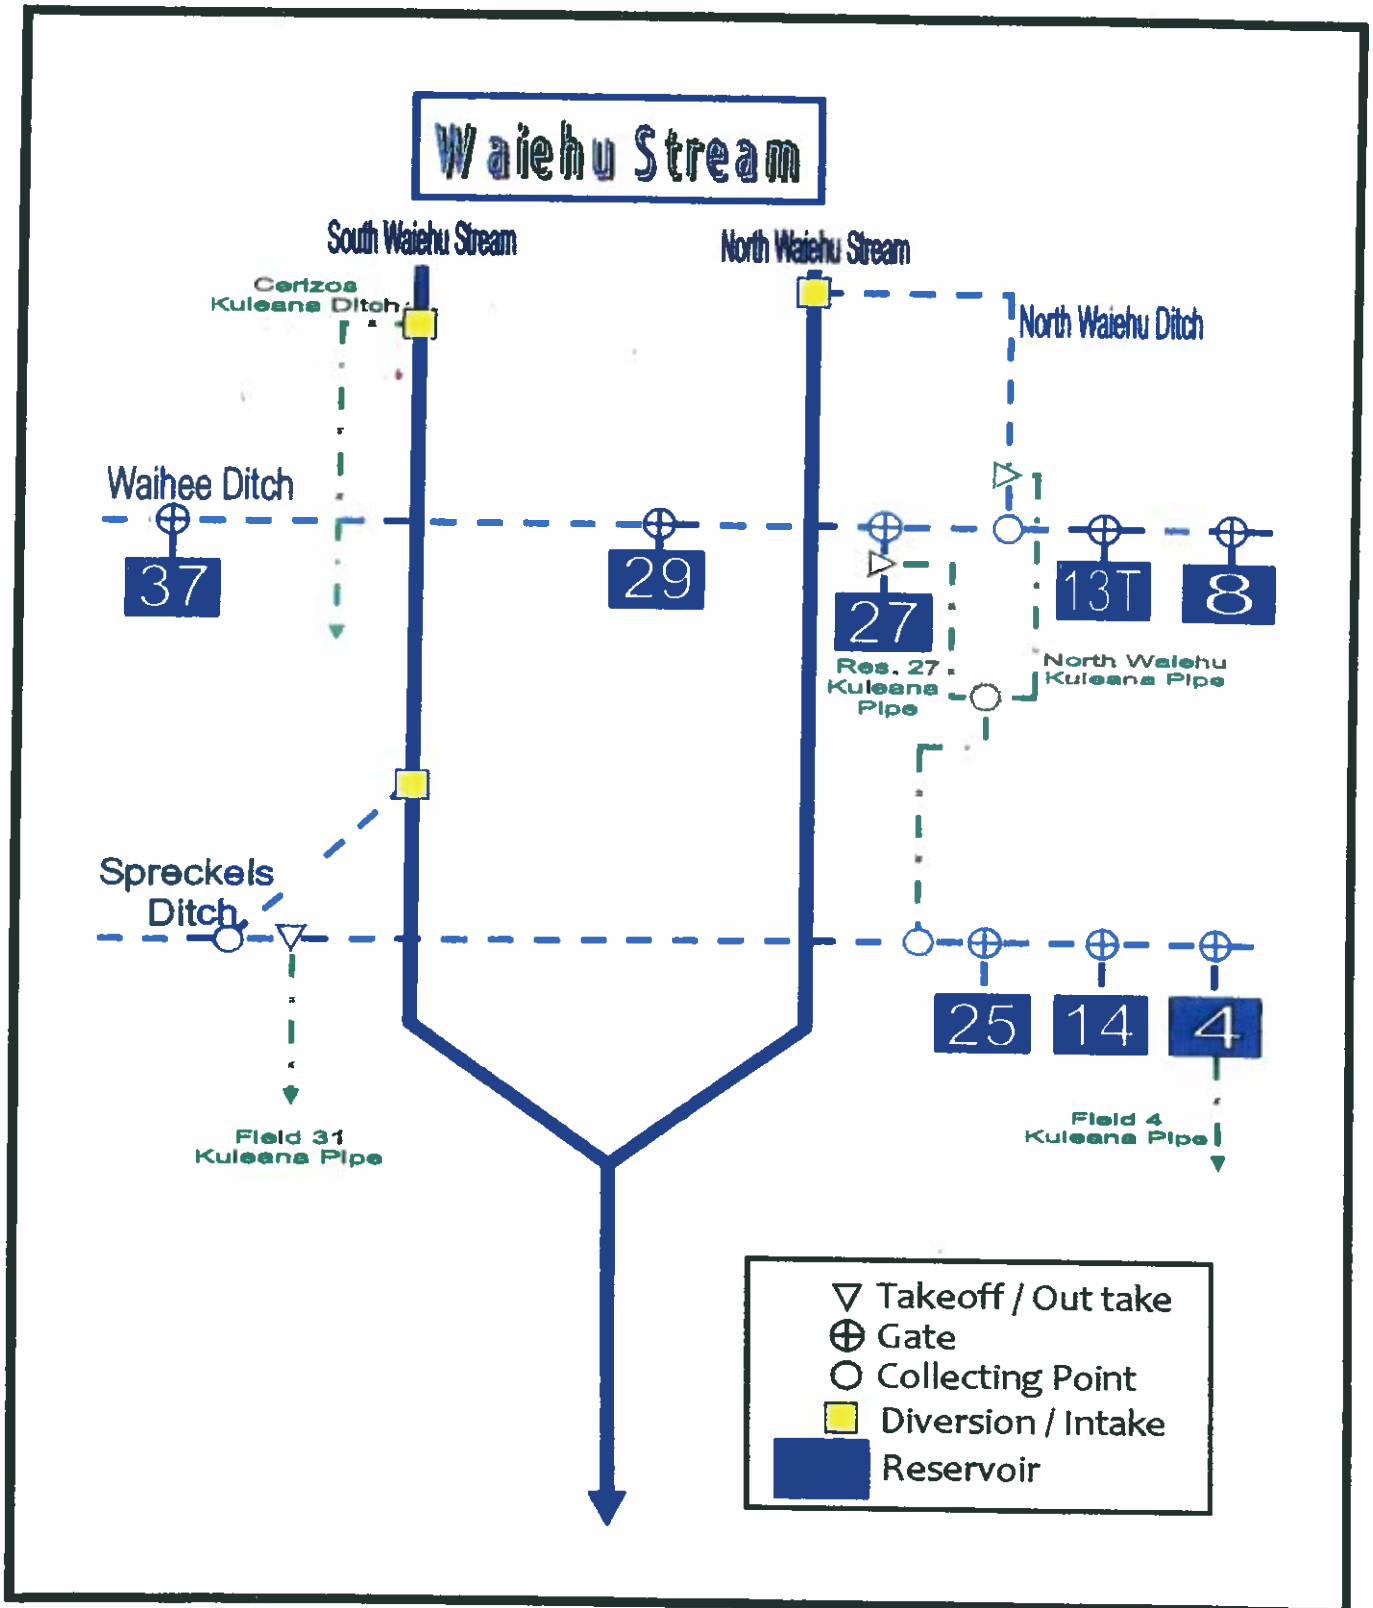 Waiehu Stream
South Waiehu Stream
North Waiehu Stream
Cerizos
Kuleana Ditch
North Waiehu Ditch
Waihee Ditch
37
29
27
13T
8
Res. 27
Kuleana
Pipe
North Waiehu
Kuleana Pipe
Spreckels
Ditch
25
14
4
Field 31
Kuleana Pipe
Field 4
Kuleana Pipe
Takeoff / Out take
Gate
Collecting Point
Diversion / Intake
Reservoir